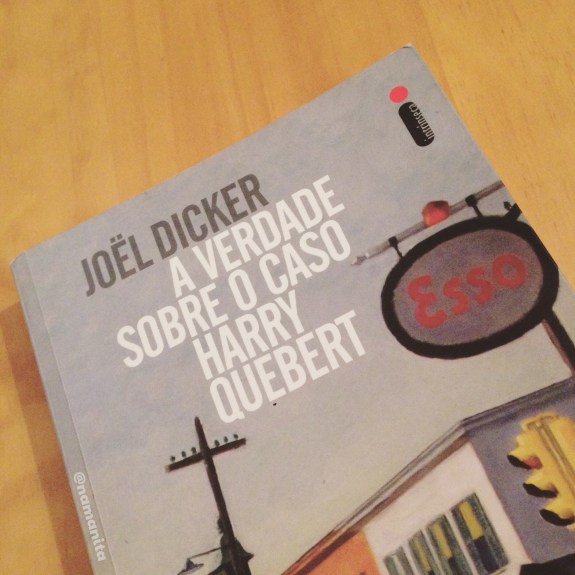 intrínseca
JOËL DICKER
A VERDADE
SOBRE O CASO
HARRY
QUEBERT
Esso
@namanita